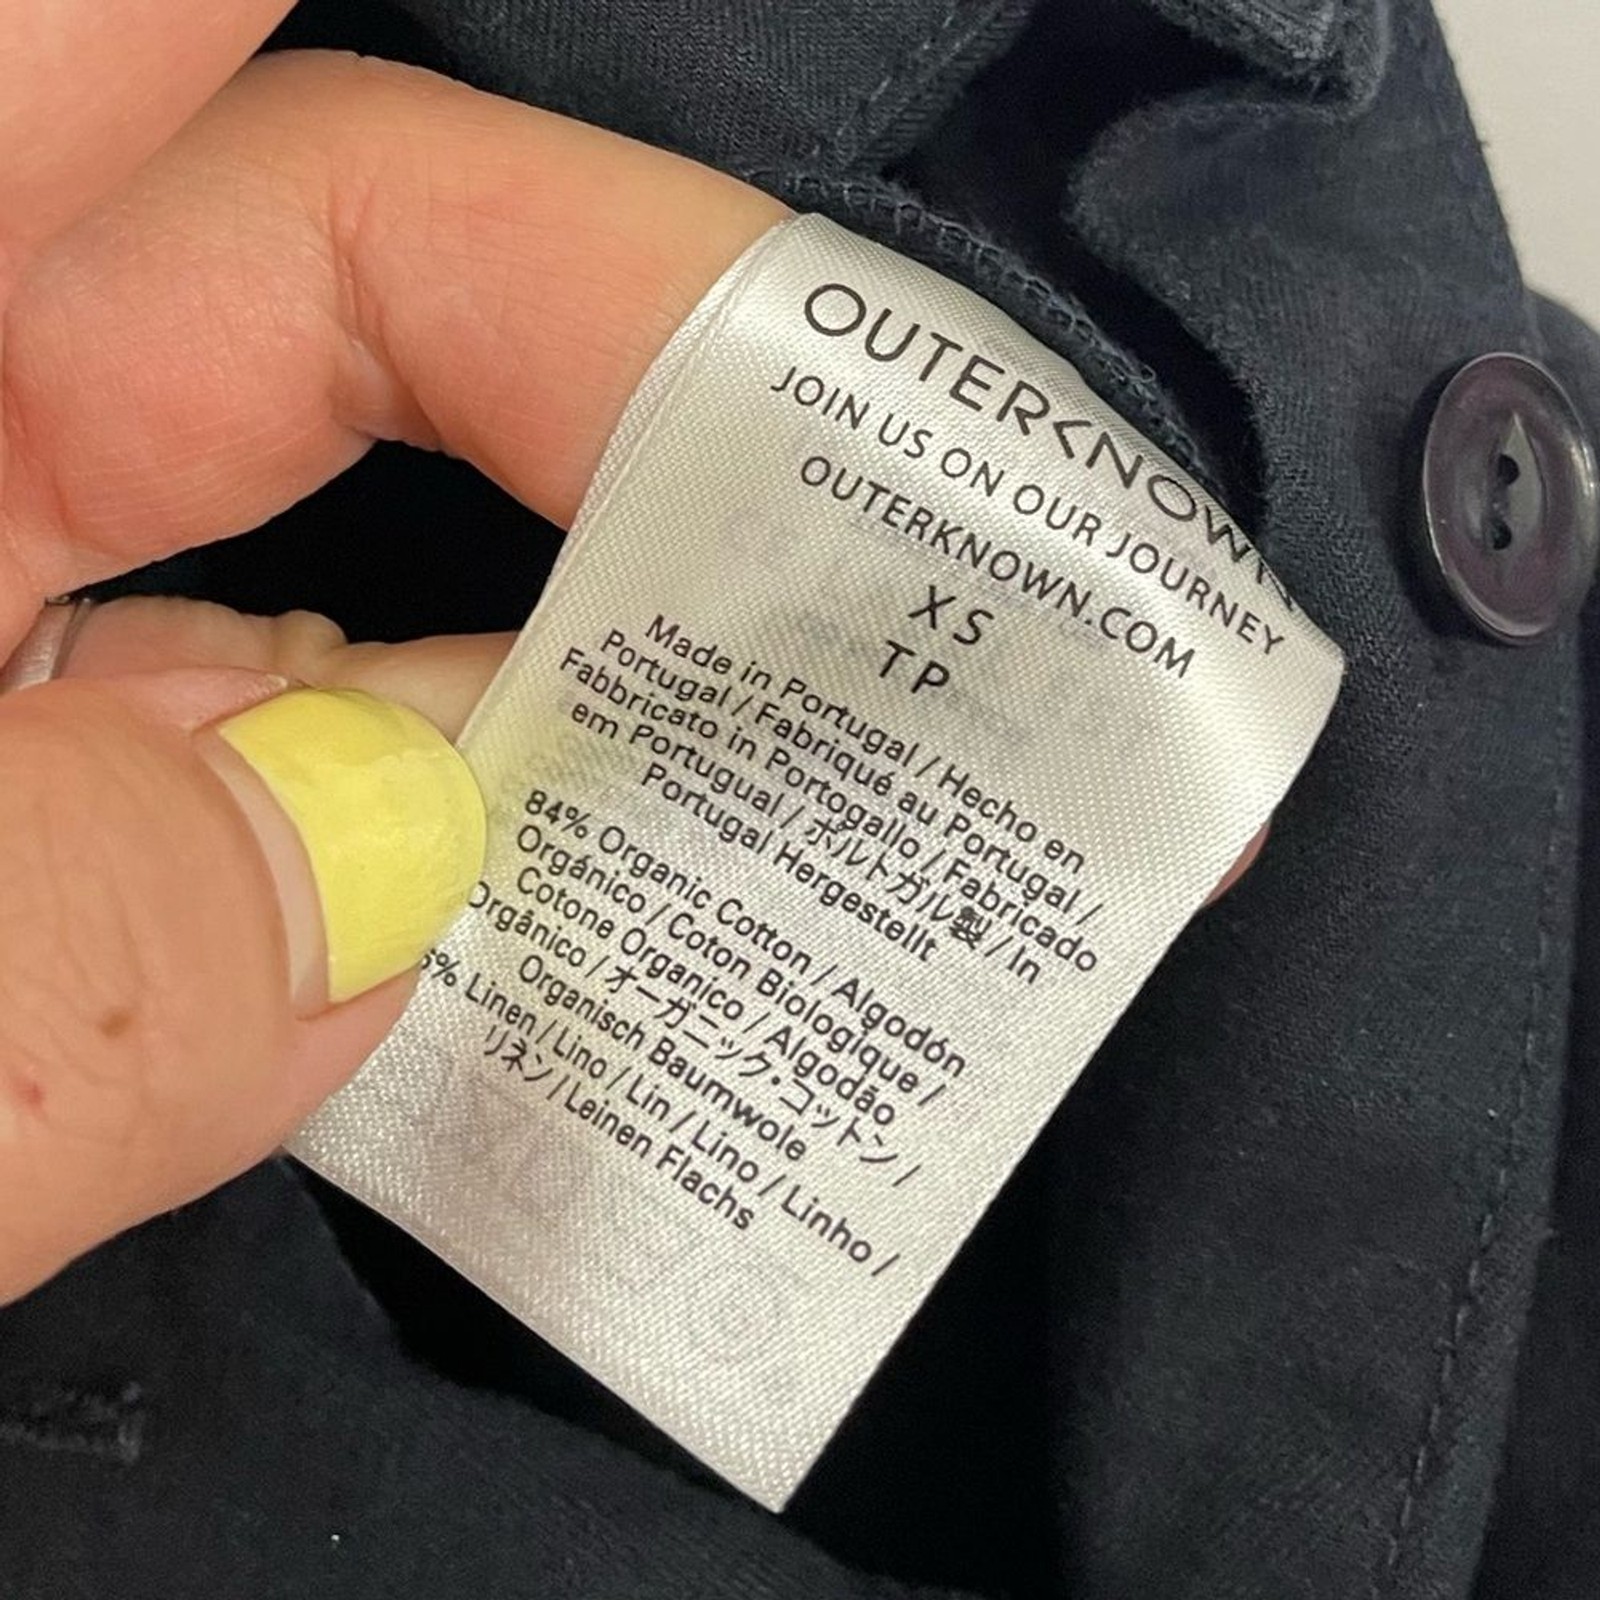 OUTERKNOWN
JOIN US ON OUR JOURNEY
OUTERKNOWN.COM
XS
TP
Made in Portugal / Hecho en
Portugal / Fabriqué au Portugal /
Fabbricato in Portogallo / Fabricado
em Portugual / ポルトガル製 / In
Portugal Hergestellt
84% Organic Cotton / Algodón
Orgánico / Coton Biologique /
Cotone Organico / Algodão
Orgânico / オーガニック・コットン /
Organisch Baumwole
6% Linen / Lino / Lin / Lino / Linho /
リネン / Leinen Flachs